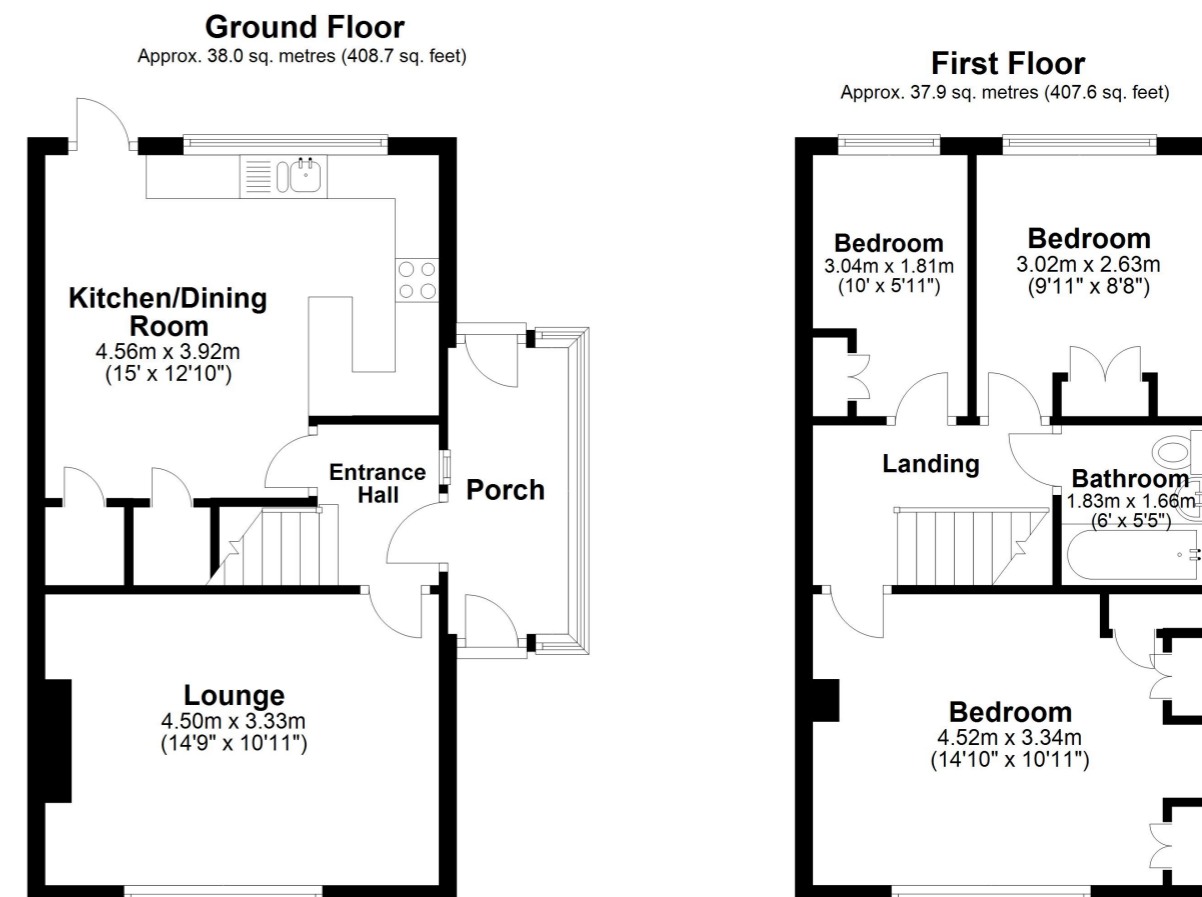 Ground Floor
Approx. 38.0 sq. metres (408.7 sq. feet)
Kitchen/Dining
Room
4.56m x 3.92m
(15' x 12'10")
Entrance
Hall
Porch
Lounge
4.50m x 3.33m
(14'9" x 10'11")
First Floor
Approx. 37.9 sq. metres (407.6 sq. feet)
Bedroom
3.04m x 1.81m
(10' x 5'11")
Bedroom
3.02m x 2.63m
(9'11" x 8'8")
Landing
Bathroom
1.83m x 1.66m
(6' x 5'5")
Bedroom
4.52m x 3.34m
(14'10" x 10'11")